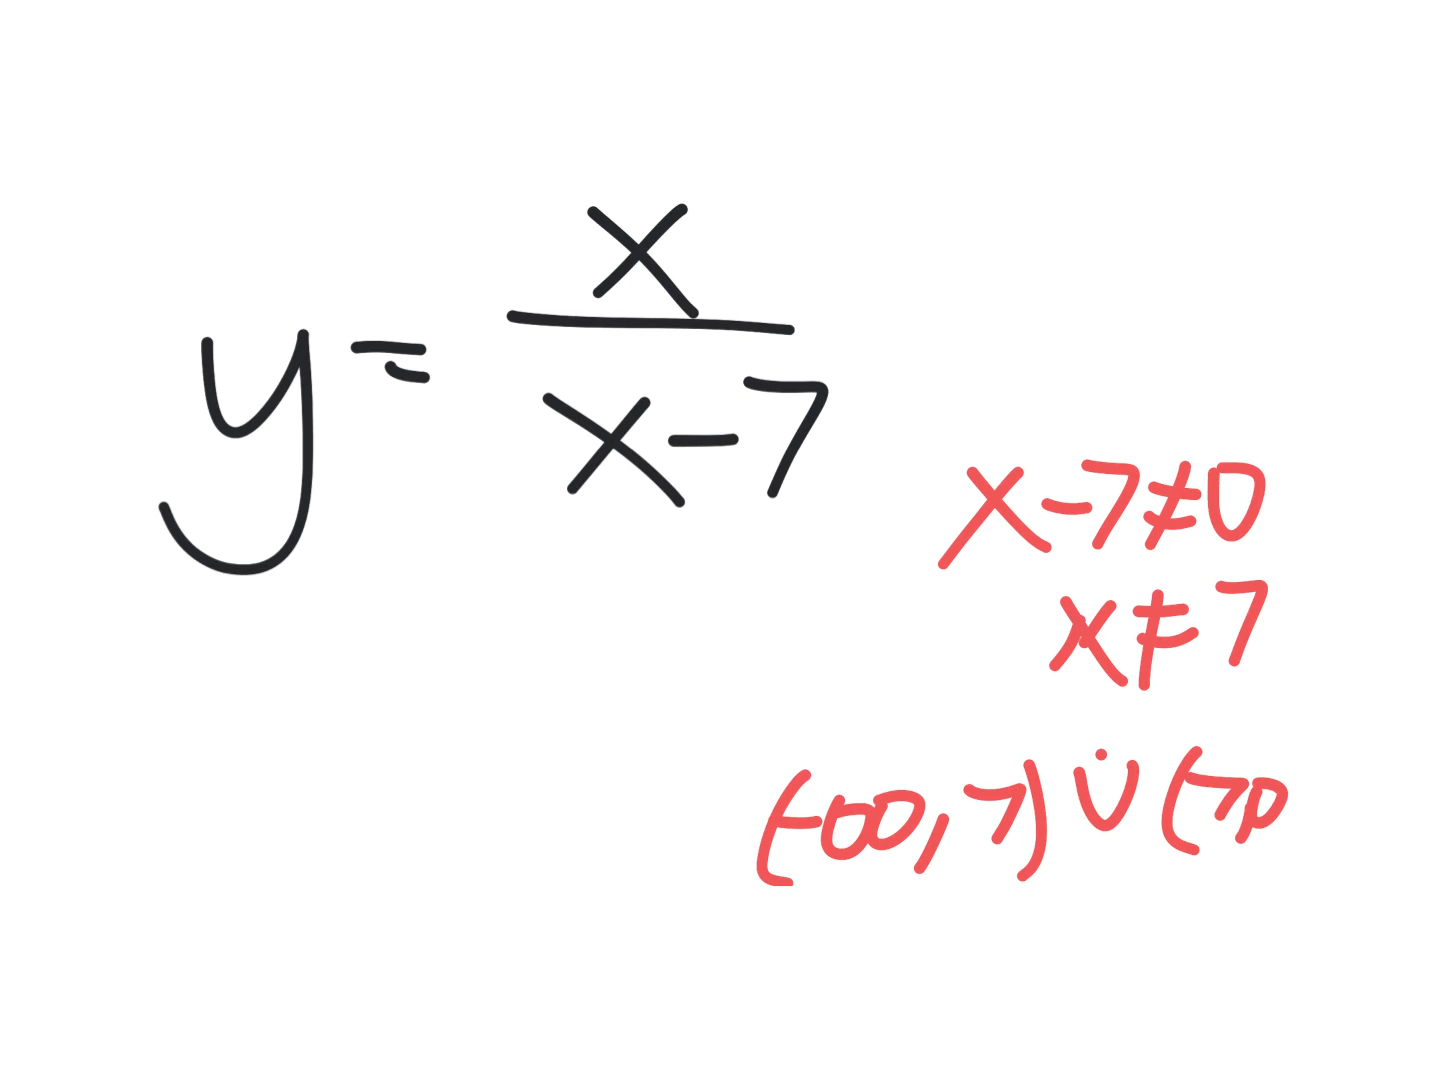 y = x / (x - 7)
x - 7 ≠ 0
x ≠ 7
(-∞, 7) ∪ (7,